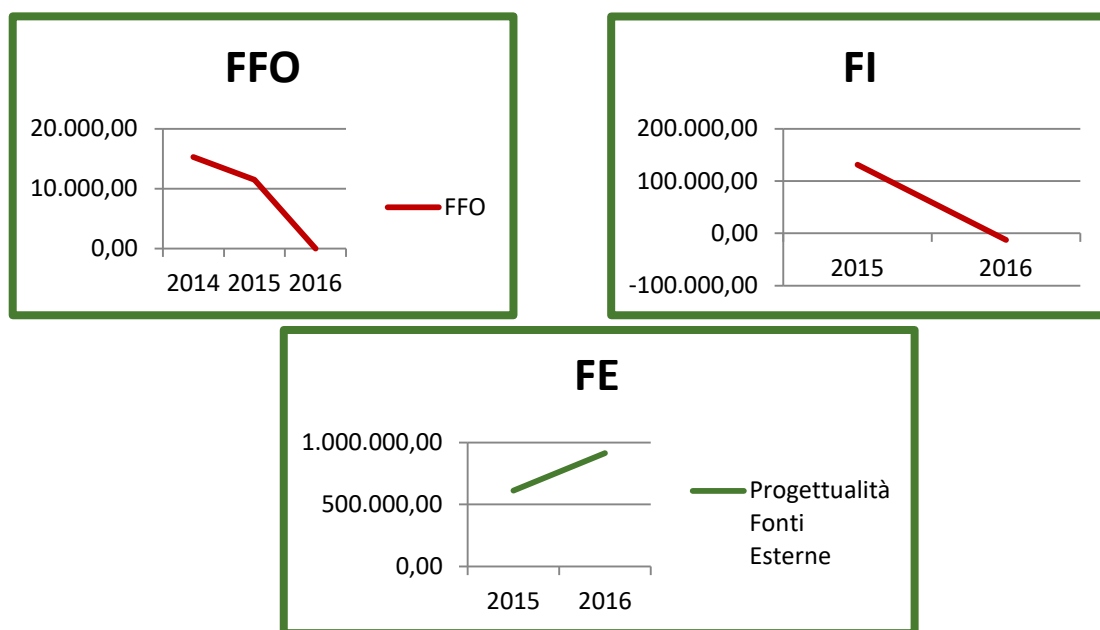 FFO
20.000,00
10.000,00
0,00
2014 2015 2016
FFO
FI
200.000,00
100.000,00
0,00
-100.000,00
2015 2016
FE
1.000.000,00
500.000,00
0,00
2015 2016
Progettualità
Fonti
Esterne